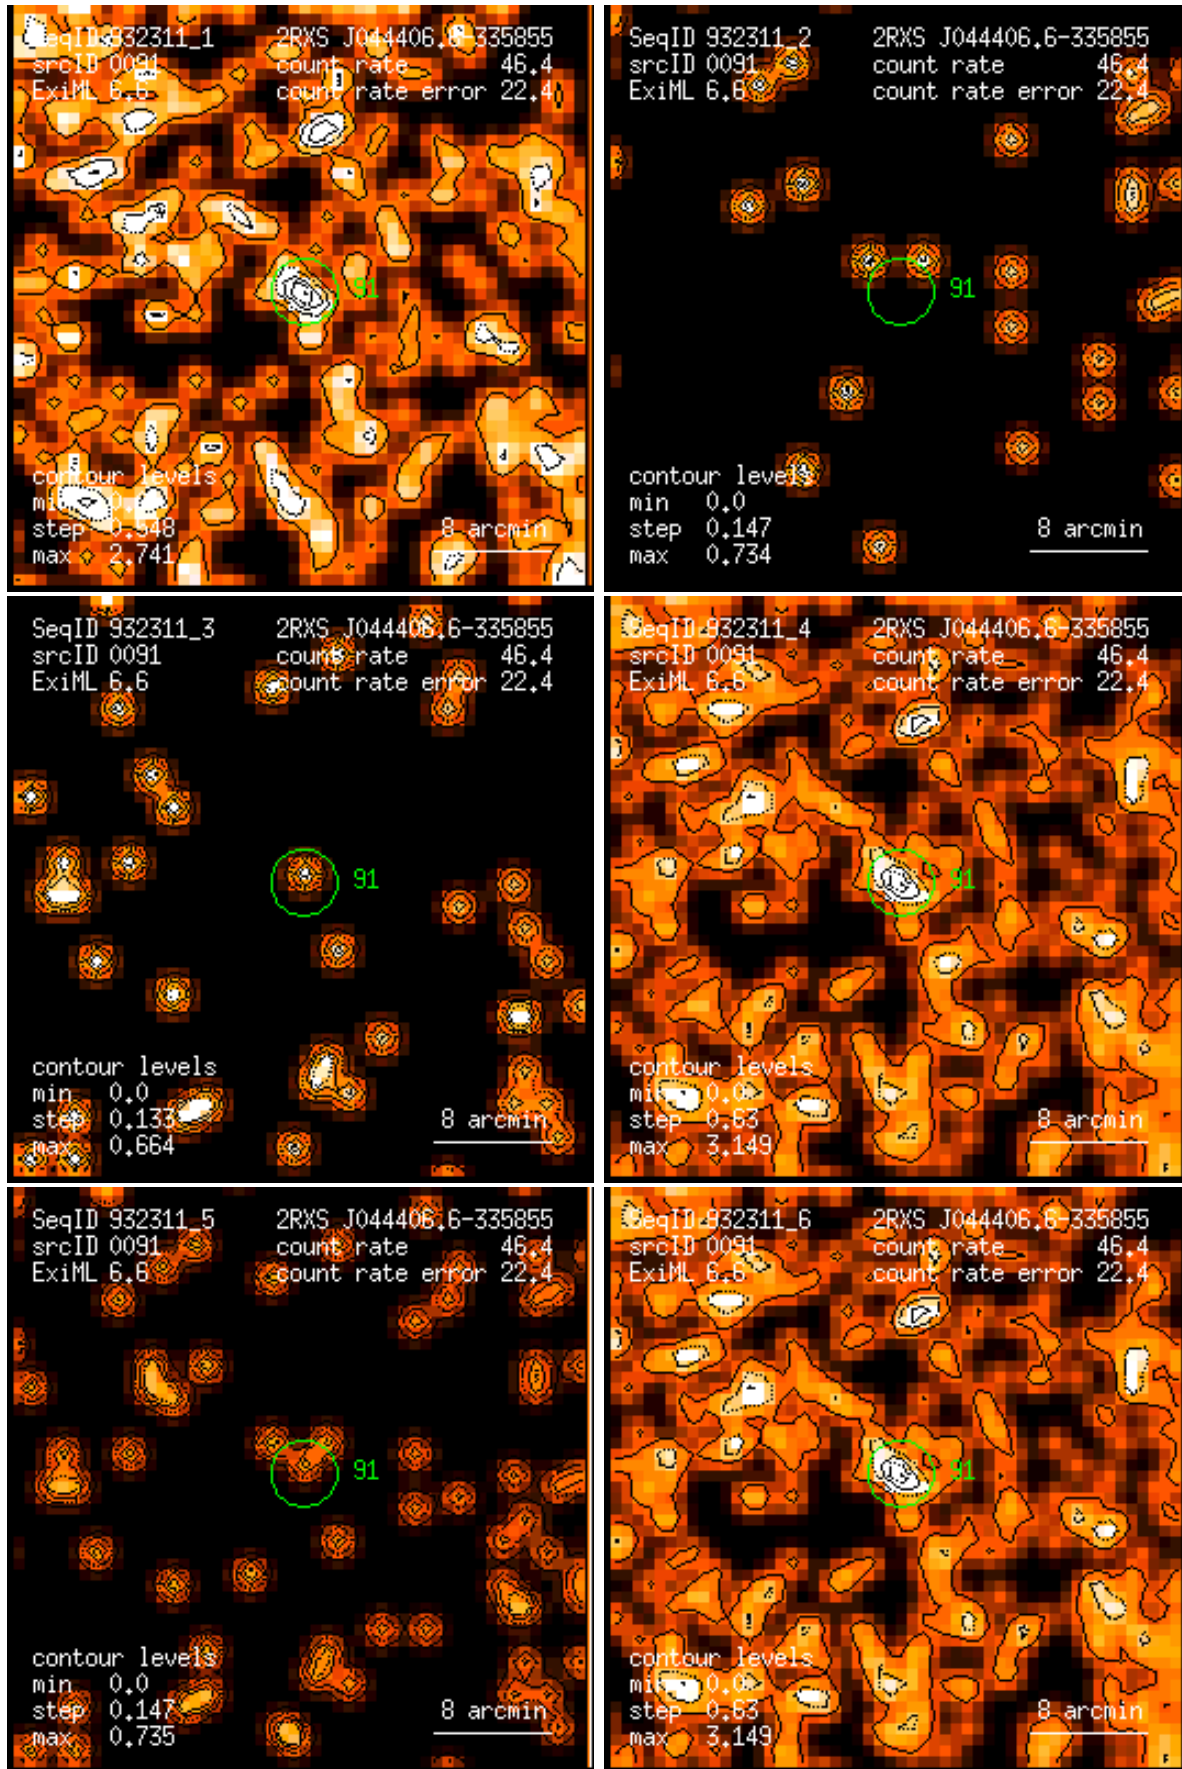 SeqID 932311_1 2RXS J044406.6-335855
srcID 0091 count rate 46.4
ExiML 6.6 count rate error 22.4
91
contour levels
min
step 0.548
max 2.741
8 arcmin
SeqID 932311_2 2RXS J044406.6-335855
srcID 0091 count rate 46.4
ExiML 6.6 count rate error 22.4
91
contour levels
min 0.0
step 0.147
max 0.734
8 arcmin
SeqID 932311_3 2RXS J044406.6-335855
srcID 0091 count rate 46.4
ExiML 6.6 count rate error 22.4
91
contour levels
min 0.0
step 0.133
max 0.664
8 arcmin
SeqID 932311_4 2RXS J044406.6-335855
srcID 0091 count rate 46.4
ExiML 6.6 count rate error 22.4
91
contour levels
min 0.0
step 0.63
max 3.149
8 arcmin
SeqID 932311_5 2RXS J044406.6-335855
srcID 0091 count rate 46.4
ExiML 6.6 count rate error 22.4
91
contour levels
min 0.0
step 0.147
max 0.735
8 arcmin
SeqID 932311_6 2RXS J044406.6-335855
srcID 0091 count rate 46.4
ExiML 6.6 count rate error 22.4
91
contour levels
min 0.0
step 0.63
max 3.149
8 arcmin